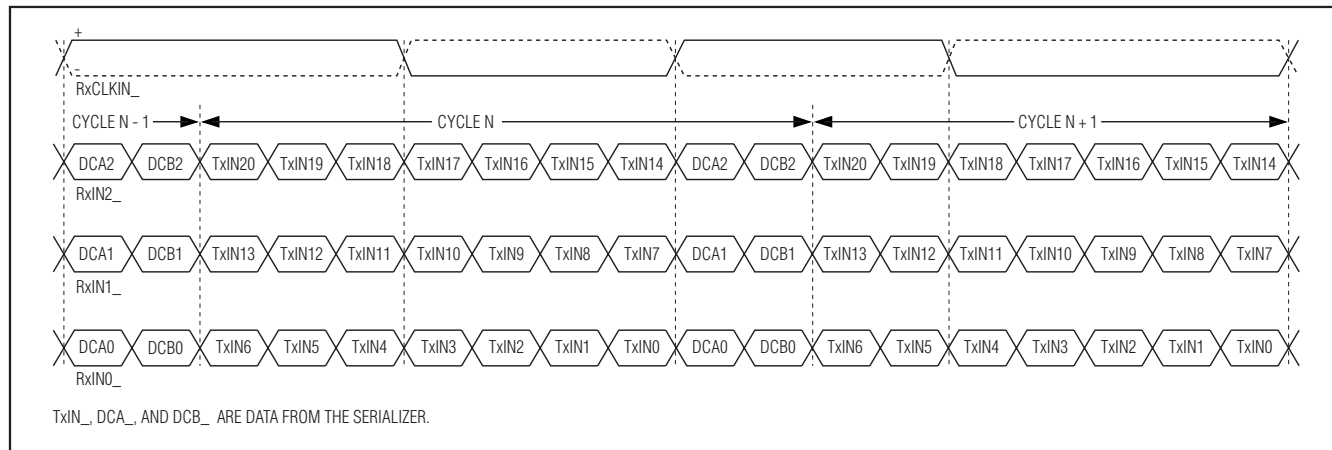 +
-
RxCLKIN_
CYCLE N - 1 CYCLE N CYCLE N + 1
DCA2 DCB2 TxIN20 TxIN19 TxIN18 TxIN17 TxIN16 TxIN15 TxIN14 DCA2 DCB2 TxIN20 TxIN19 TxIN18 TxIN17 TxIN16 TxIN15 TxIN14
RxIN2_
DCA1 DCB1 TxIN13 TxIN12 TxIN11 TxIN10 TxIN9 TxIN8 TxIN7 DCA1 DCB1 TxIN13 TxIN12 TxIN11 TxIN10 TxIN9 TxIN8 TxIN7
RxIN1_
DCA0 DCB0 TxIN6 TxIN5 TxIN4 TxIN3 TxIN2 TxIN1 TxIN0 DCA0 DCB0 TxIN6 TxIN5 TxIN4 TxIN3 TxIN2 TxIN1 TxIN0
RxIN0_
TxIN_, DCA_, AND DCB_ ARE DATA FROM THE SERIALIZER.